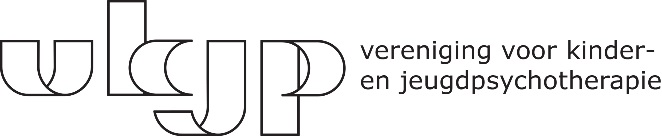 vkjp
vereniging voor kinder-
en jeugdpsychotherapie